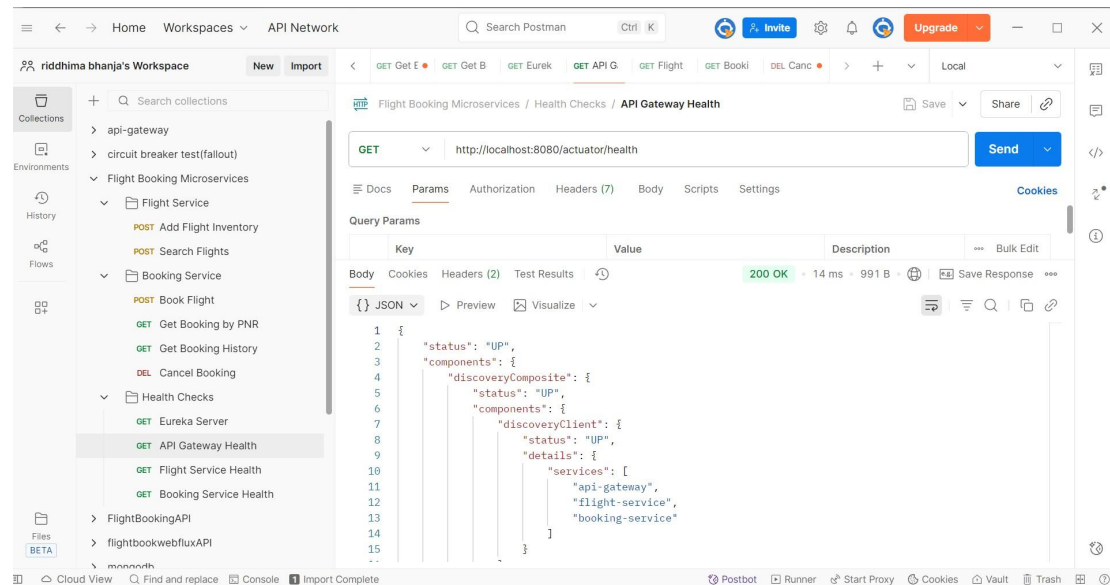 Home Workspaces API Network Search Postman Ctrl K Invite Upgrade
riddhima bhanja's Workspace New Import GET Get E GET Get B GET Eurek GET API G GET Flight GET Booki DEL Canc Local
Collections
Environments
History
Flows
Files
BETA
Search collections
api-gateway
circuit breaker test(fallout)
Flight Booking Microservices
Flight Service
POST Add Flight Inventory
POST Search Flights
Booking Service
POST Book Flight
GET Get Booking by PNR
GET Get Booking History
DEL Cancel Booking
Health Checks
GET Eureka Server
GET API Gateway Health
GET Flight Service Health
GET Booking Service Health
FlightBookingAPI
flightbookwebfluxAPI
mongodb
HTTP Flight Booking Microservices / Health Checks / API Gateway Health Save Share
GET http://localhost:8080/actuator/health Send
Docs Params Authorization Headers (7) Body Scripts Settings Cookies
Query Params
Key Value Description Bulk Edit
Body Cookies Headers (2) Test Results 200 OK 14 ms 991 B Save Response
{} JSON Preview Visualize
1 {
2 "status": "UP",
3 "components": {
4 "discoveryComposite": {
5 "status": "UP",
6 "components": {
7 "discoveryClient": {
8 "status": "UP",
9 "details": {
10 "services": [
11 "api-gateway",
12 "flight-service",
13 "booking-service"
14 ]
15 }
Cloud View Find and replace Console 1 Import Complete Postbot Runner Start Proxy Cookies Vault Trash